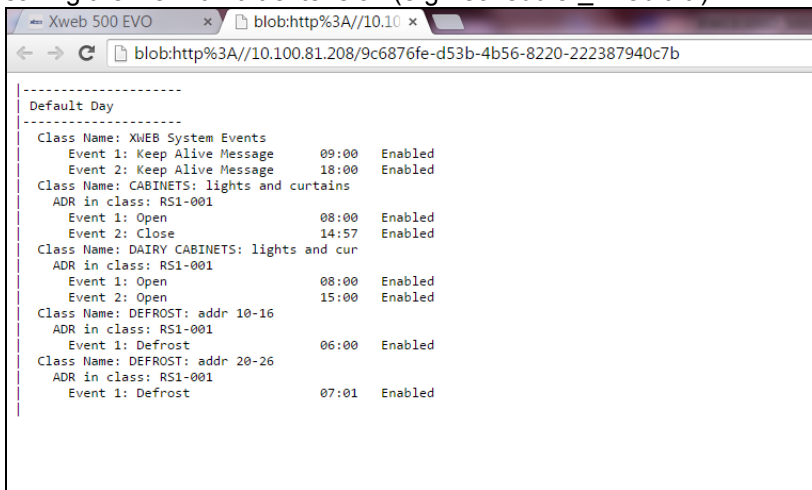 Xweb 500 EVO
blob:http%3A//10.10
blob:http%3A//10.100.81.208/9c6876fe-d53b-4b56-8220-222387940c7b
Default Day
Class Name: XWEB System Events
Event 1: Keep Alive Message 09:00 Enabled
Event 2: Keep Alive Message 18:00 Enabled
Class Name: CABINETS: lights and curtains
ADR in class: RS1-001
Event 1: Open 08:00 Enabled
Event 2: Close 14:57 Enabled
Class Name: DAIRY CABINETS: lights and cur
ADR in class: RS1-001
Event 1: Open 08:00 Enabled
Event 2: Open 15:00 Enabled
Class Name: DEFROST: addr 10-16
ADR in class: RS1-001
Event 1: Defrost 06:00 Enabled
Class Name: DEFROST: addr 20-26
ADR in class: RS1-001
Event 1: Defrost 07:01 Enabled